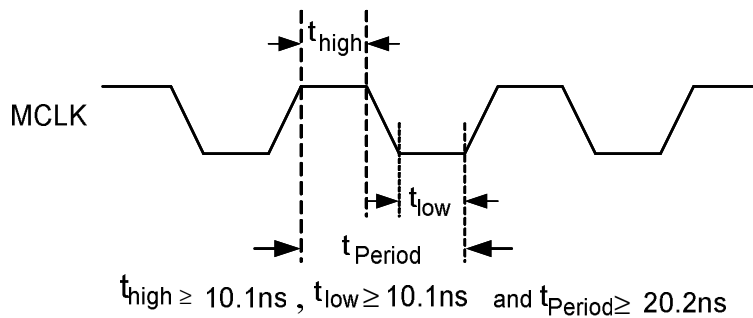 thigh
MCLK
tlow
tPeriod
thigh ≥ 10.1ns , tlow ≥ 10.1ns and tPeriod ≥ 20.2ns